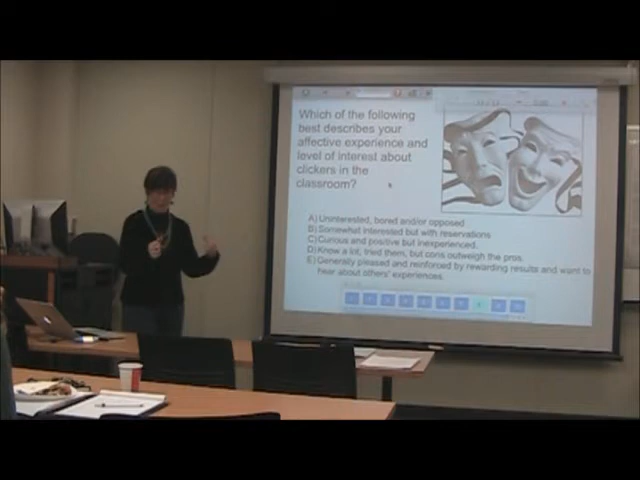 Which of the following
best describes your
affective experience and
level of interest about
clickers in the
classroom?
A) Uninterested, bored and/or opposed
B) Somewhat interested but with reservations
C) Curious and positive but inexperienced.
D) Know a lot, tried them, but cons outweigh the pros.
E) Generally pleased and reinforced by rewarding results and want to
hear about others' experiences.